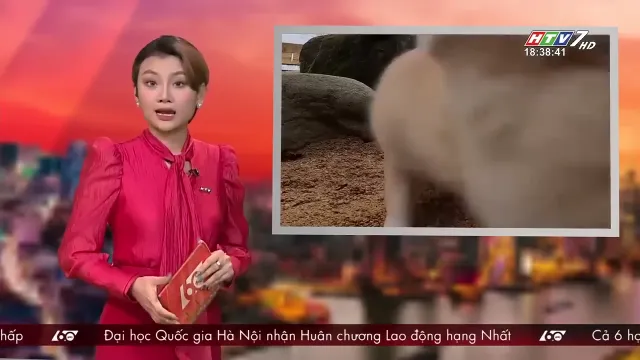 HTV7 HD
18:38:41
hấp 60 Đại học Quốc gia Hà Nội nhận Huân chương Lao động hạng Nhất 60 Cả 6 h